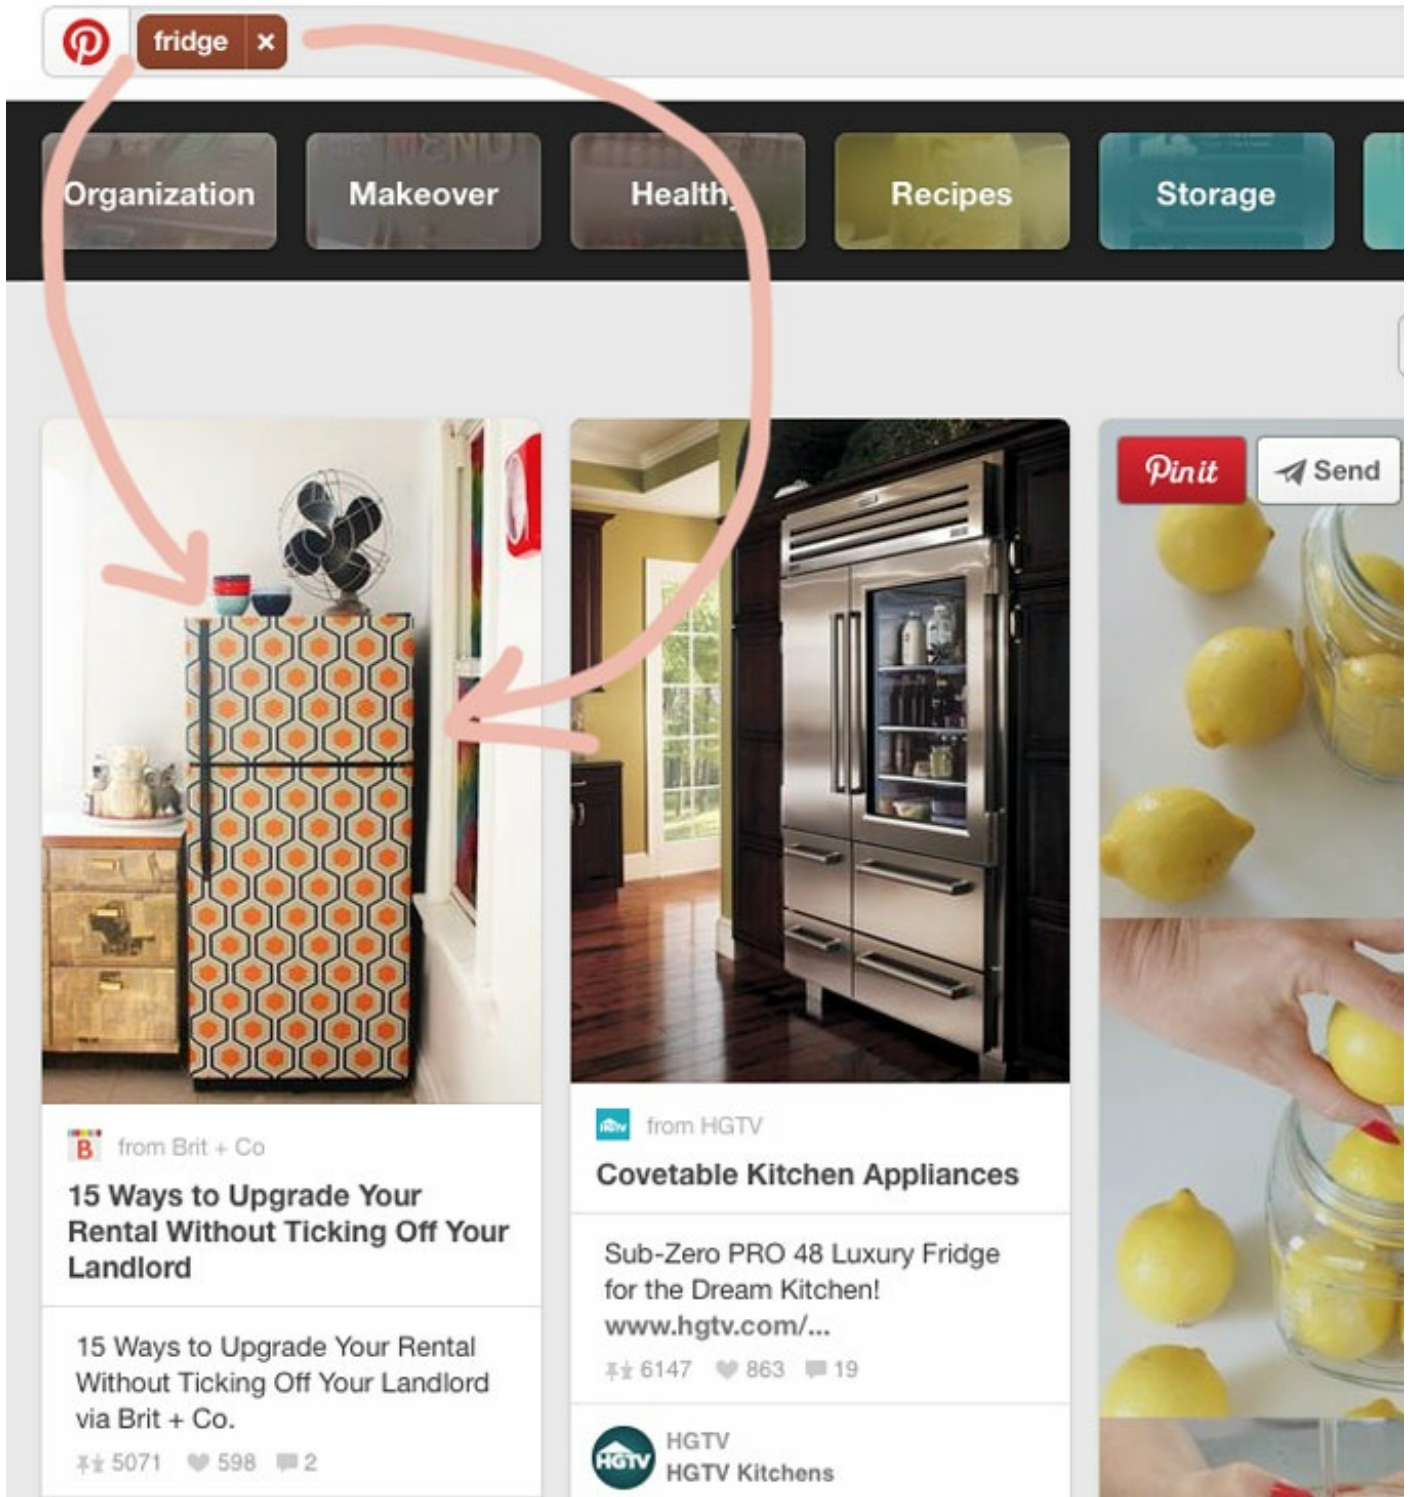 fridge ×
Organization
Makeover
Healthy
Recipes
Storage
Pin it
Send
from Brit + Co
15 Ways to Upgrade Your
Rental Without Ticking Off Your
Landlord
15 Ways to Upgrade Your Rental
Without Ticking Off Your Landlord
via Brit + Co.
5071 598 2
HGTV
from HGTV
Covetable Kitchen Appliances
Sub-Zero PRO 48 Luxury Fridge
for the Dream Kitchen!
www.hgtv.com/...
6147 863 19
HGTV
HGTV
HGTV Kitchens